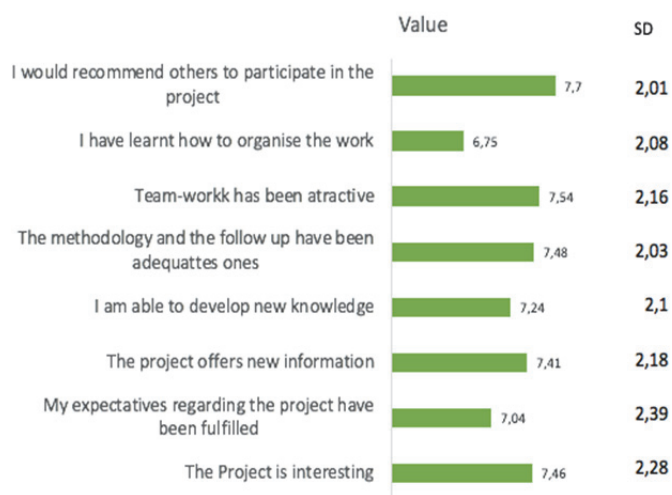 Value SD
I would recommend others to participate in the
project
7,7 2,01
I have learnt how to organise the work 6,75 2,08
Team-workk has been atractive 7,54 2,16
The methodology and the follow up have been
adequattes ones
7,48 2,03
I am able to develop new knowledge 7,24 2,1
The project offers new information 7,41 2,18
My expectatives regarding the project have
been fulfilled
7,04 2,39
The Project is interesting 7,46 2,28